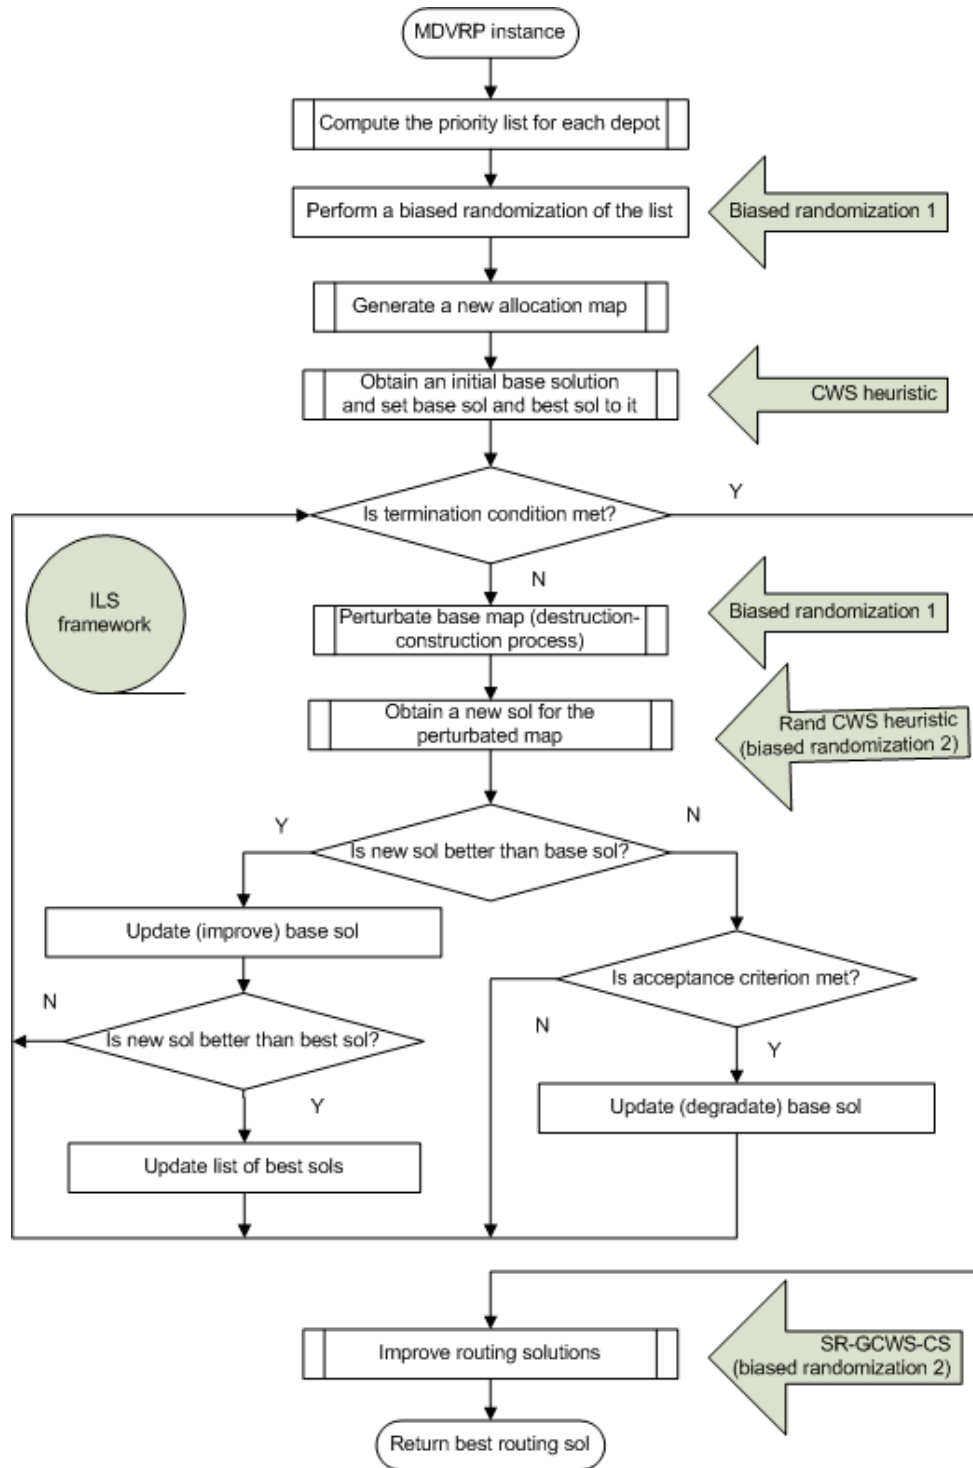 MDVRP instance
Compute the priority list for each depot
Perform a biased randomization of the list
Biased randomization 1
Generate a new allocation map
Obtain an initial base solution
and set base sol and best sol to it
CWS heuristic
Is termination condition met?
Y
N
ILS
framework
Perturbate base map (destruction-
construction process)
Biased randomization 1
Obtain a new sol for the
perturbated map
Rand CWS heuristic
(biased randomization 2)
Is new sol better than base sol?
Y
N
Update (improve) base sol
Is acceptance criterion met?
N
Y
Is new sol better than best sol?
N
Y
Update (degradate) base sol
Update list of best sols
Improve routing solutions
SR-GCWS-CS
(biased randomization 2)
Return best routing sol